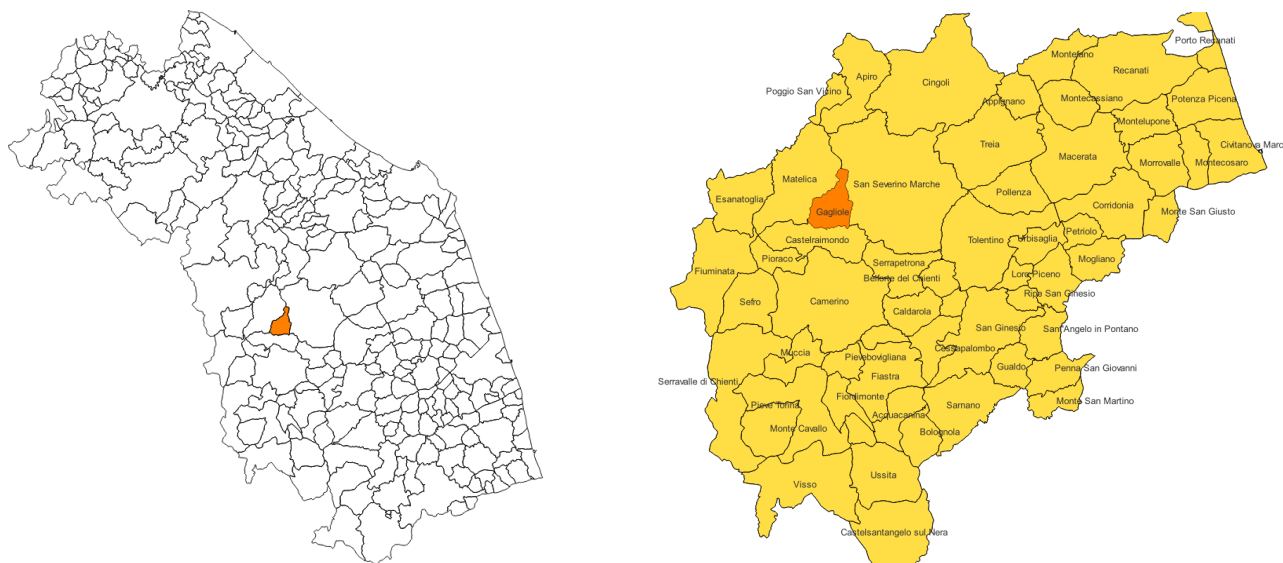 Porto Recanati
Montefano
Recanati
Apiro
Cingoli
Poggio San Vicino
Appignano
Montecassiano
Potenza Picena
Montelupone
Treia
Civitano a Marc
Macerata
Morrovalle
Montecosaro
Matelica
San Severino Marche
Pollenza
Esanatoglia
Corridonia
Gagliole
Monte San Giusto
Petriolo
Castelraimondo
Tolentino
Urbisaglia
Mogliano
Pioraco
Serrapetrona
Fiuminata
Loro Piceno
Belforte del Chienti
Ripe San Ginesio
Sefro
Camerino
Caldarola
San Ginesio
Sant'Angelo in Pontano
Cessapalombo
Muccia
Pievebovigliana
Gualdo
Penna San Giovanni
Fiastra
Serravalle di Chienti
Fiordimonte
Monte San Martino
Pieve Torina
Sarnano
Acquacanina
Monte Cavallo
Bolognola
Ussita
Visso
Castelsantangelo sul Nera